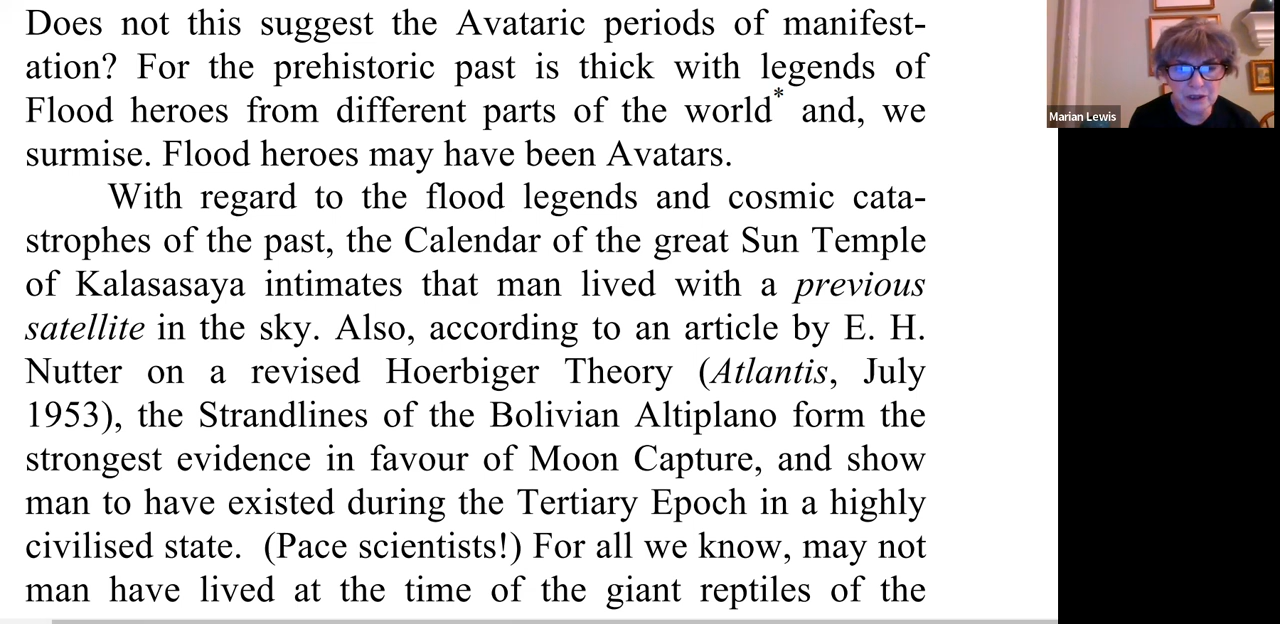 Does not this suggest the Avataric periods of manifest-
ation? For the prehistoric past is thick with legends of
Flood heroes from different parts of the world* and, we
surmise. Flood heroes may have been Avatars.
With regard to the flood legends and cosmic cata-
strophes of the past, the Calendar of the great Sun Temple
of Kalasasaya intimates that man lived with a previous
satellite in the sky. Also, according to an article by E. H.
Nutter on a revised Hoerbiger Theory (Atlantis, July
1953), the Strandlines of the Bolivian Altiplano form the
strongest evidence in favour of Moon Capture, and show
man to have existed during the Tertiary Epoch in a highly
civilised state. (Pace scientists!) For all we know, may not
man have lived at the time of the giant reptiles of the
Marian Lewis